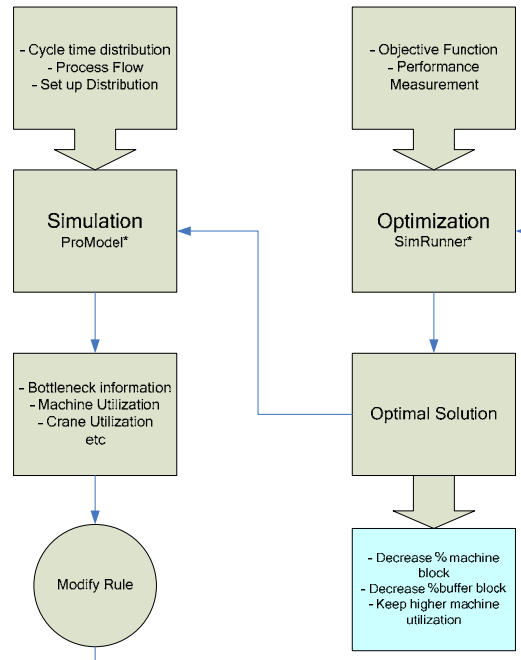 - Cycle time distribution
- Process Flow
- Set up Distribution
- Objective Function
- Performance
Measurement
Simulation
ProModel*
Optimization
SimRunner*
- Bottleneck information
- Machine Utilization
- Crane Utilization
etc
Optimal Solution
Modify Rule
- Decrease % machine
block
- Decrease %buffer block
- Keep higher machine
utilization